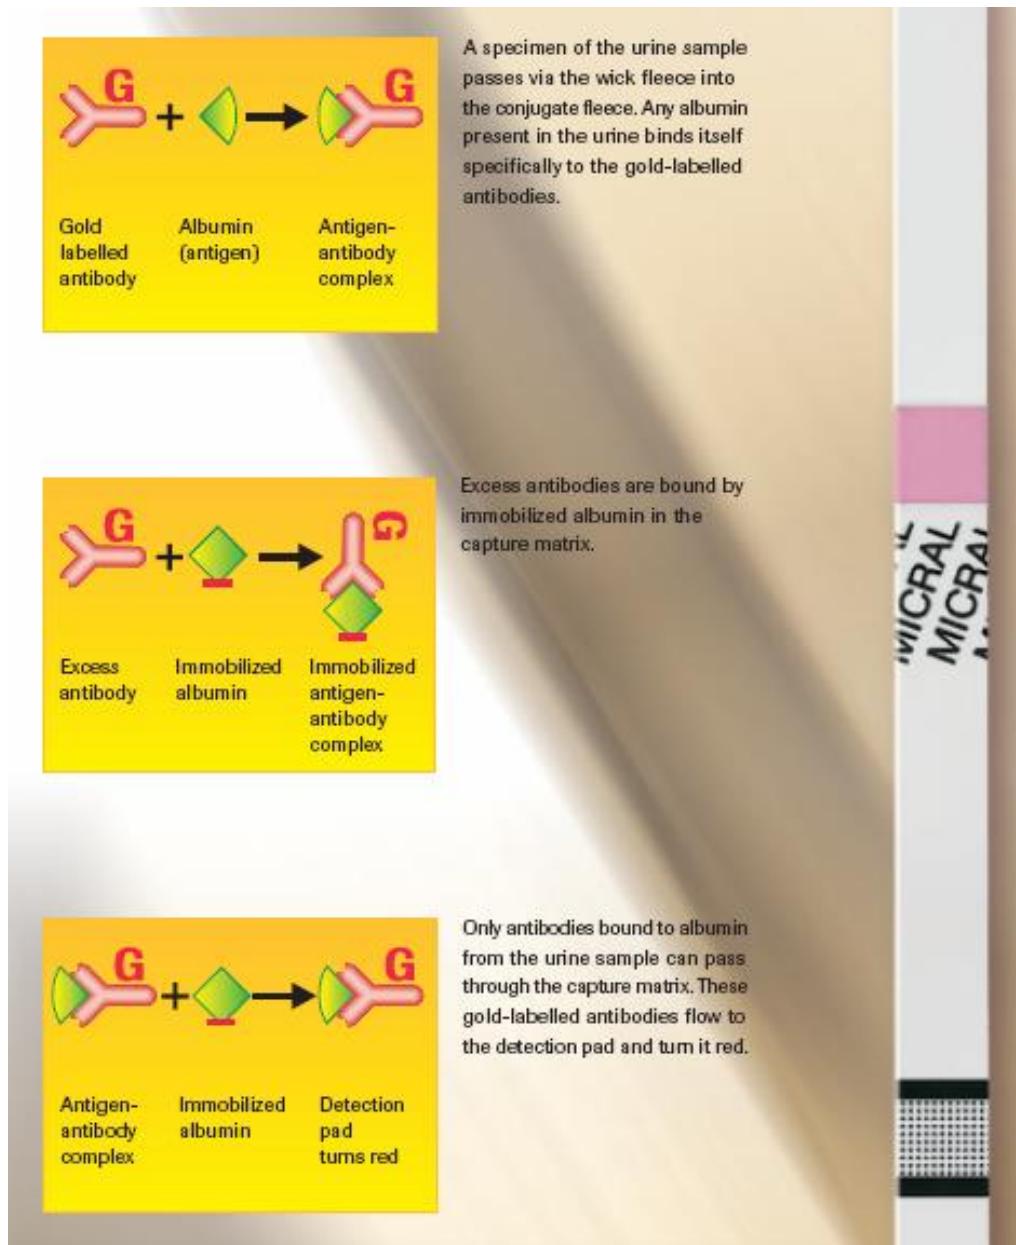 G
G
A specimen of the urine sample
passes via the wick fleece into
the conjugate fleece. Any albumin
present in the urine binds itself
specifically to the gold-labelled
antibodies.
+
Gold
labelled
antibody
Albumin
(antigen)
Antigen-
antibody
complex
G
G
Excess antibodies are bound by
immobilized albumin in the
capture matrix.
+
Excess
antibody
Immobilized
albumin
Immobilized
antigen-
antibody
complex
MICRAL
MICRAL
G
G
Only antibodies bound to albumin
from the urine sample can pass
through the capture matrix. These
gold-labelled antibodies flow to
the detection pad and turn it red.
+
Antigen-
antibody
complex
Immobilized
albumin
Detection
pad
turns red